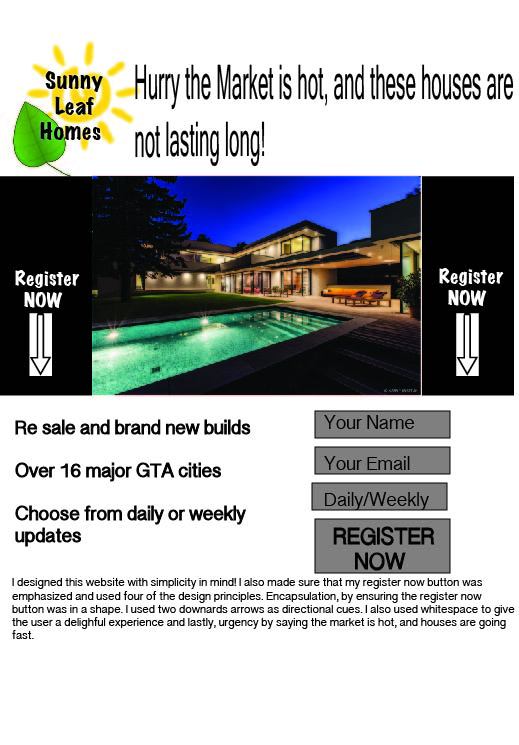 Sunny
Leaf
Homes
Hurry the Market is hot, and these houses are
not lasting long!
Register
NOW
Register
NOW
Re sale and brand new builds
Over 16 major GTA cities
Choose from daily or weekly
updates
Your Name
Your Email
Daily/Weekly
REGISTER
NOW
I designed this website with simplicity in mind! I also made sure that my register now button was
emphasized and used four of the design principles. Encapsulation, by ensuring the register now
button was in a shape. I used two downards arrows as directional cues. I also used whitespace to give
the user a delighful experience and lastly, urgency by saying the market is hot, and houses are going
fast.